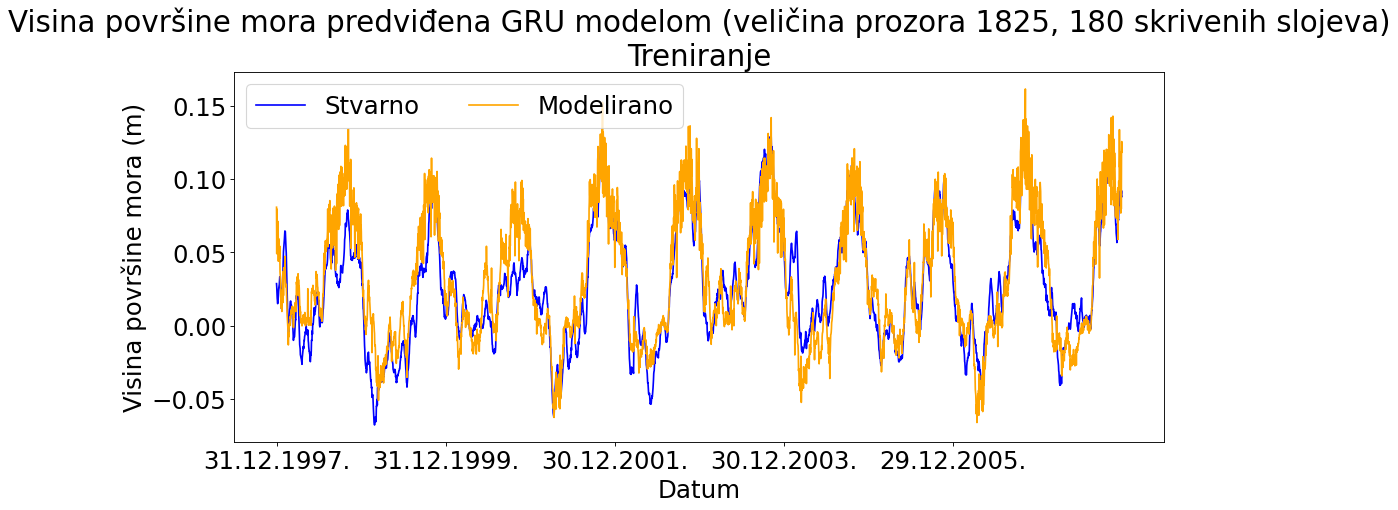 Visina površine mora predviđena GRU modelom (veličina prozora 1825, 180 skrivenih slojeva)
Treniranje
Stvarno
Modelirano
Visina površine mora (m)
0.15
0.10
0.05
0.00
−0.05
31.12.1997.
31.12.1999.
30.12.2001.
30.12.2003.
29.12.2005.
Datum